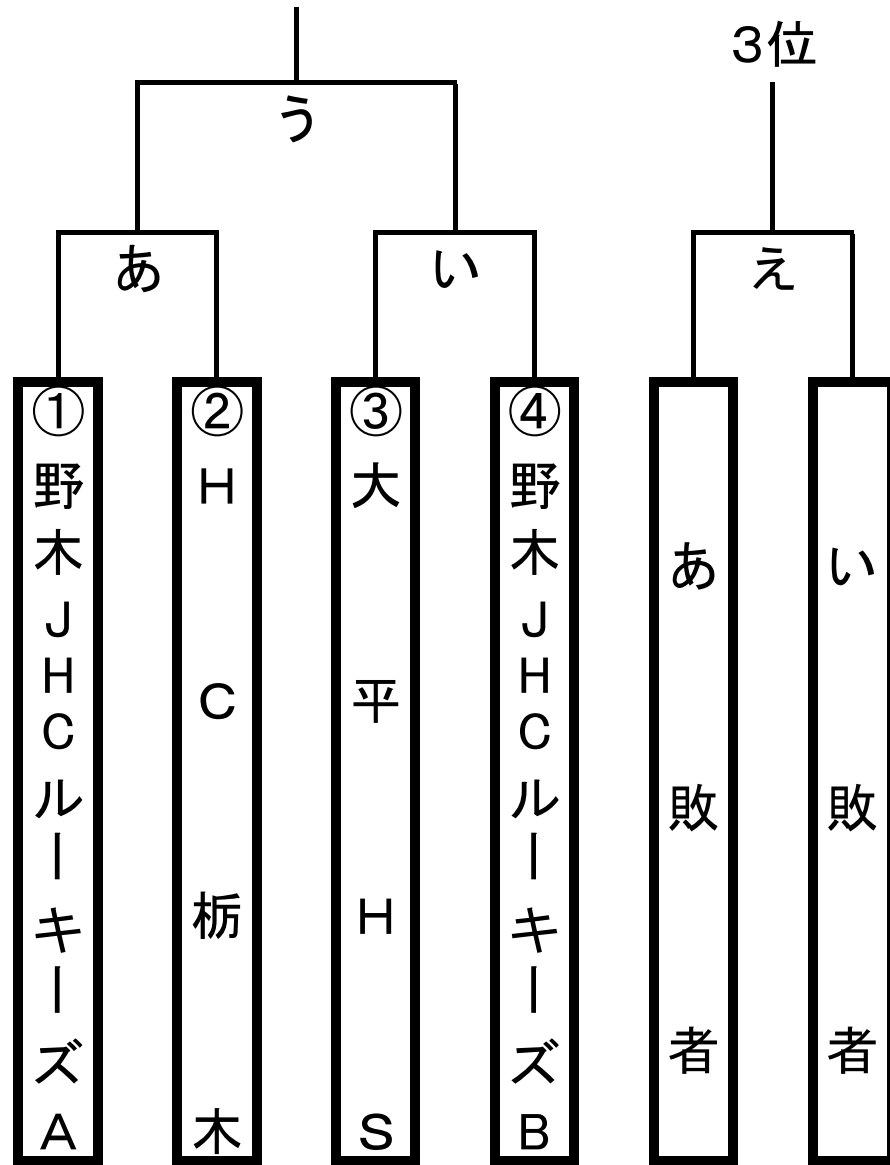 3位
う
あ
い
え
①野木JHCルーキーズA
②HC栃木
③大平HS
④野木JHCルーキーズB
あ敗者
い敗者